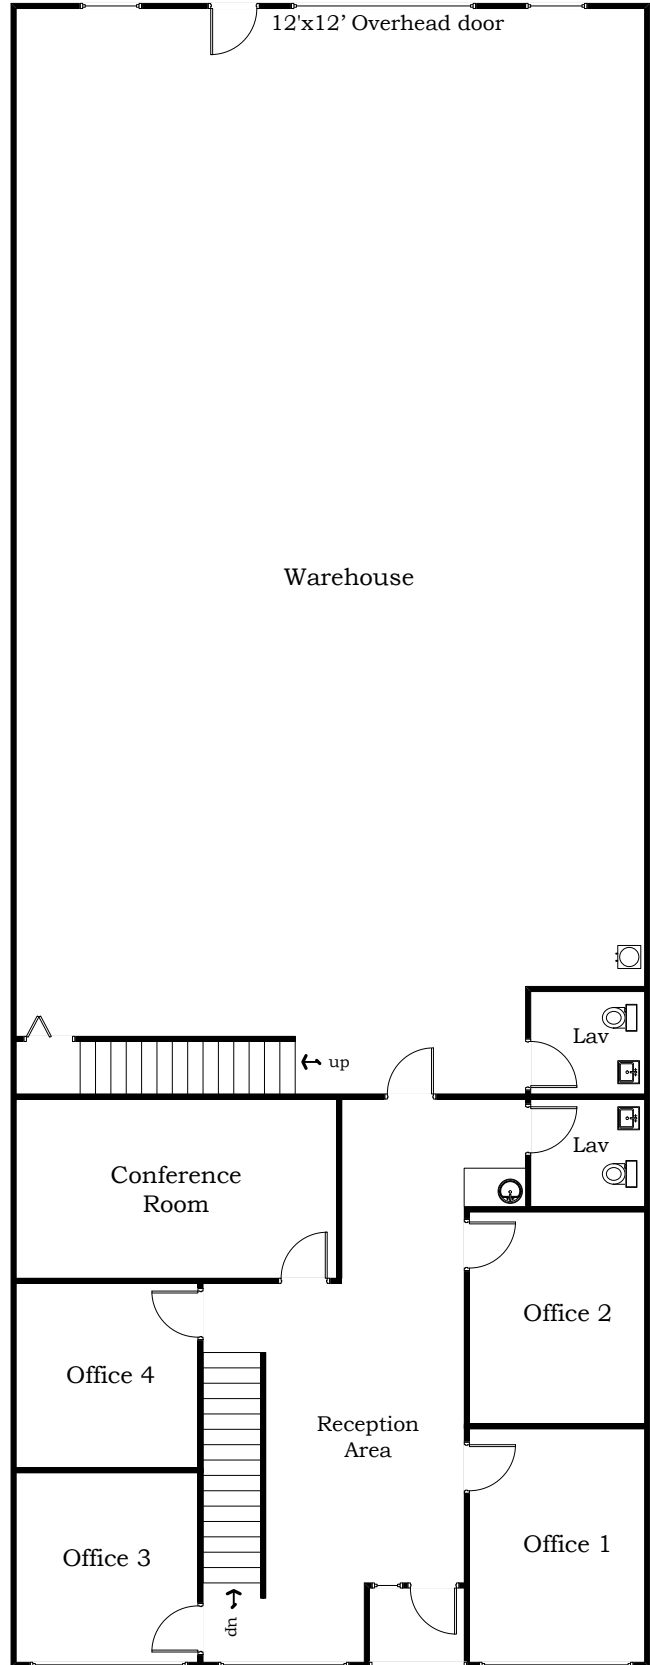 12'x12’ Overhead door
Warehouse
Lav
up
Lav
Conference
Room
Office 2
Office 4
Reception
Area
Office 1
Office 3
up